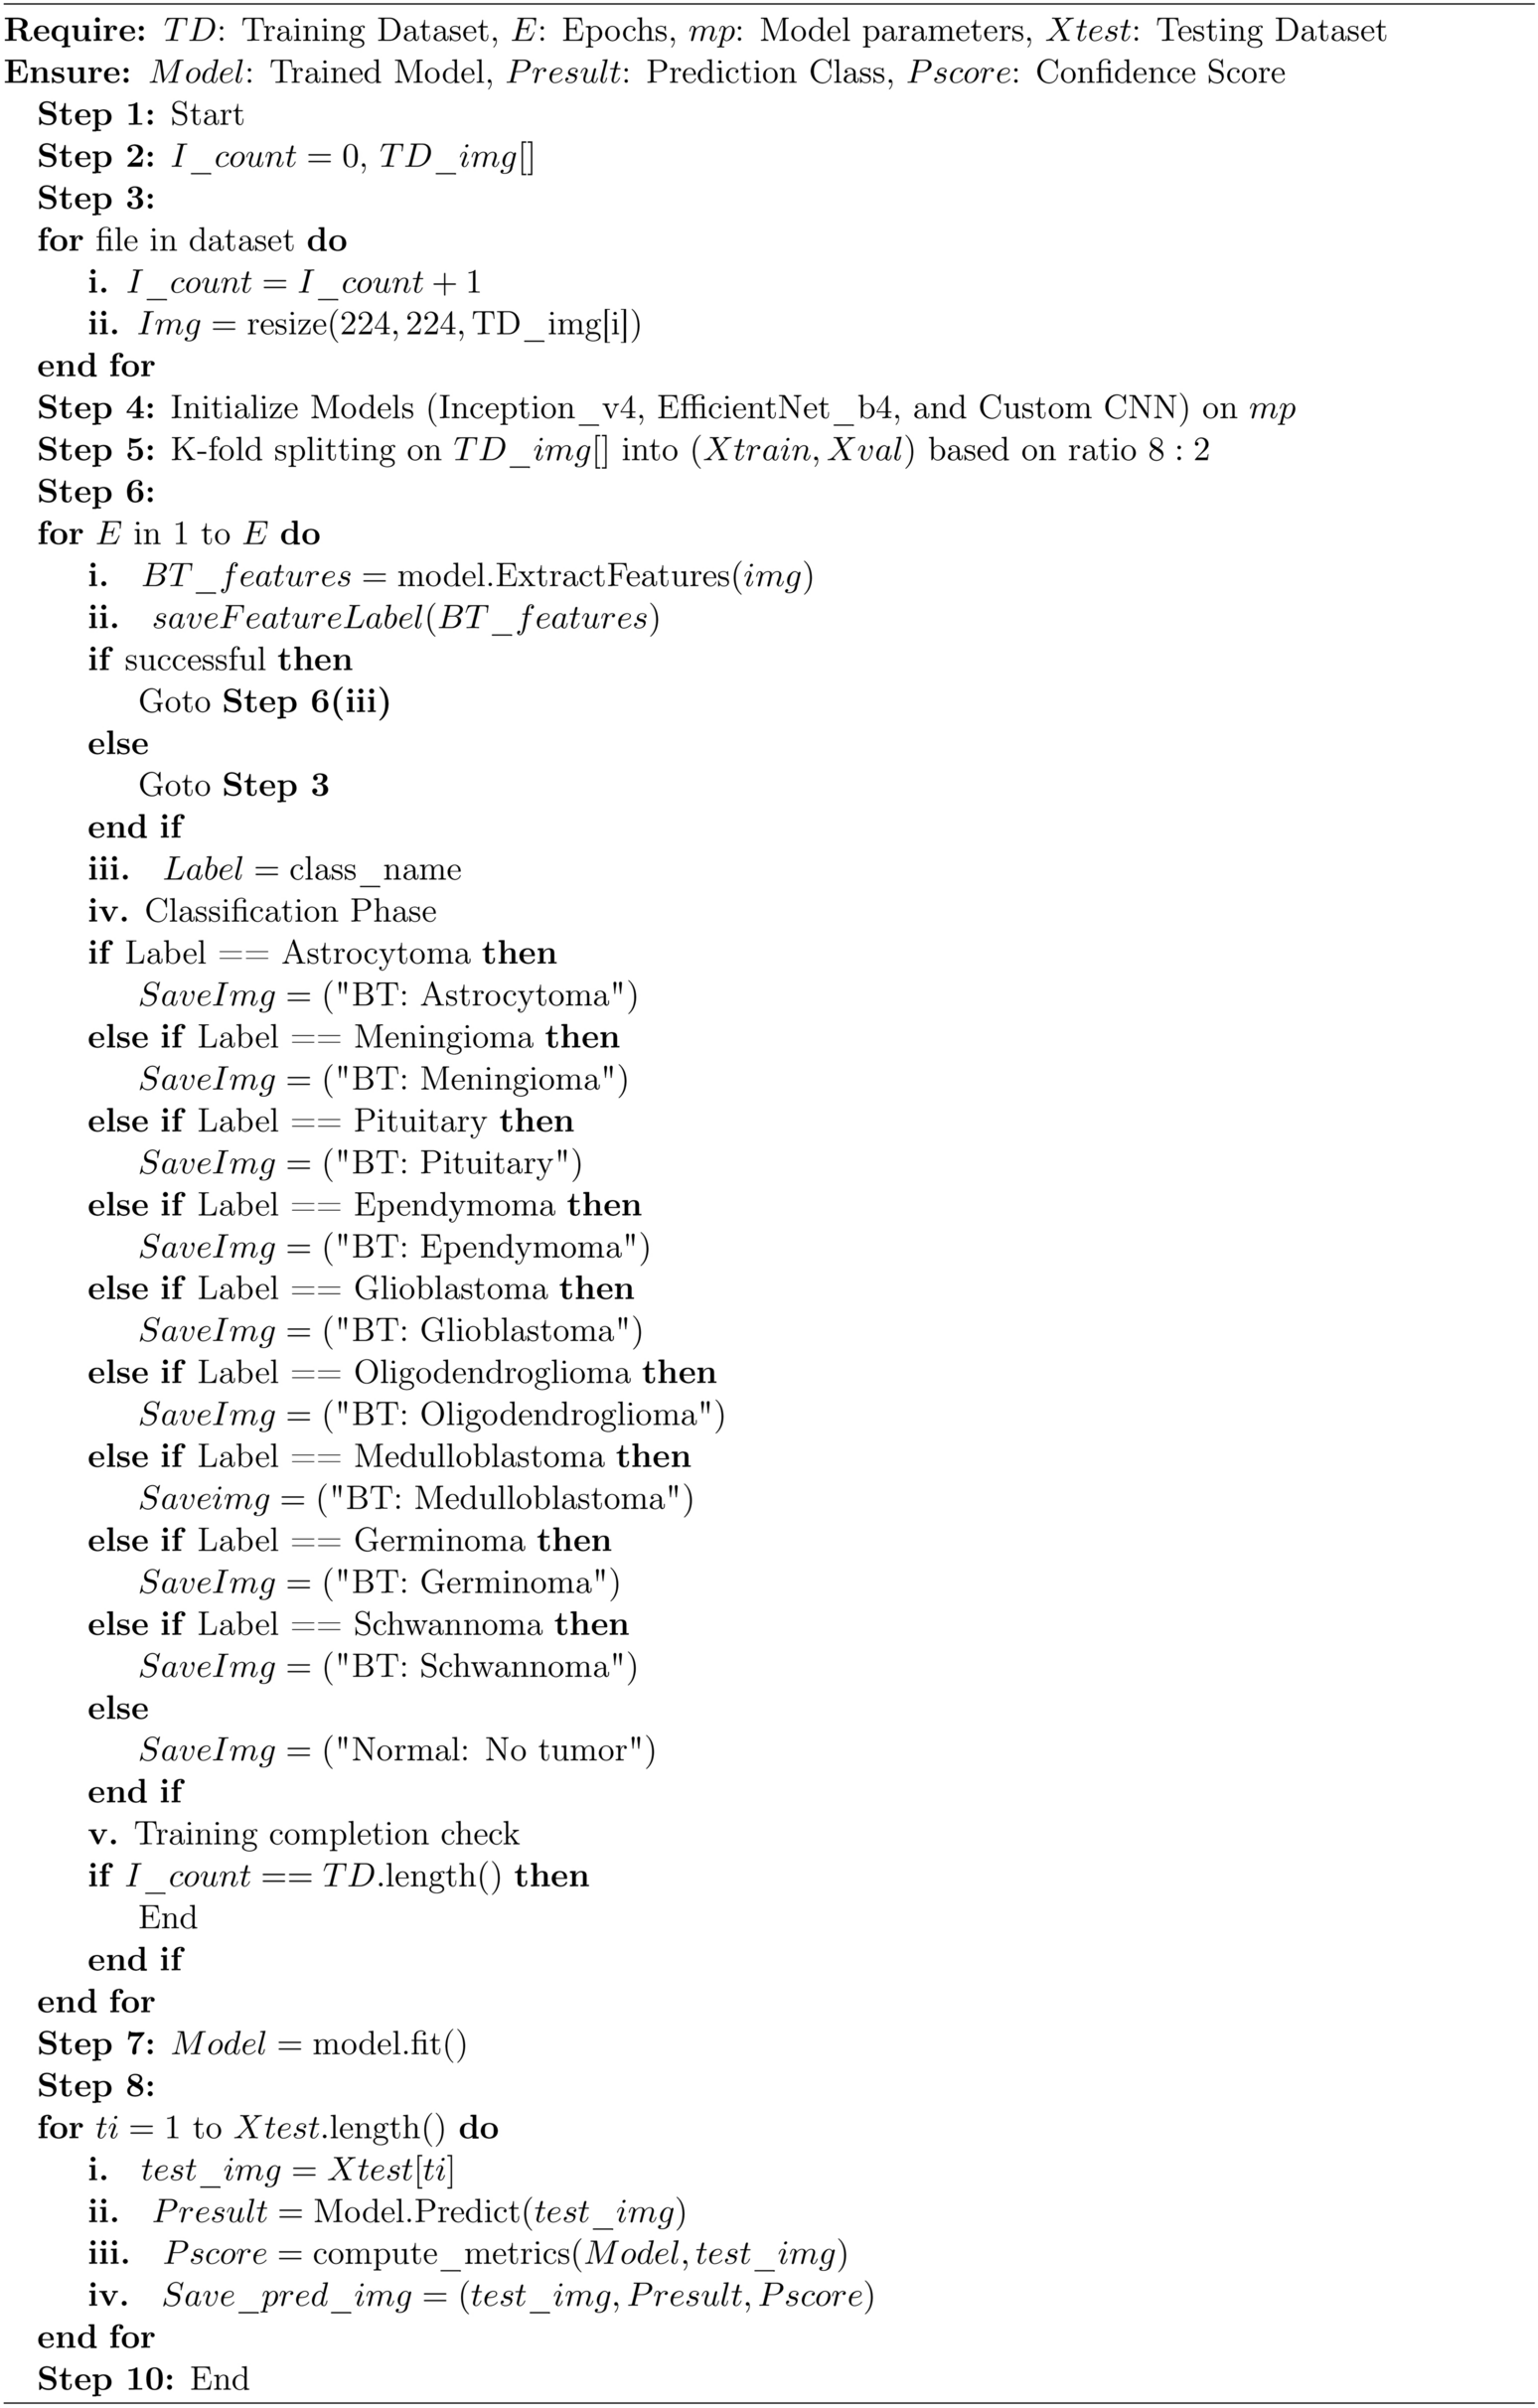 Require: TD: Training Dataset, E: Epochs, mp: Model parameters, Xtest: Testing Dataset
Ensure: Model: Trained Model, Presult: Prediction Class, Pscore: Confidence Score
Step 1: Start
Step 2: I_count = 0, TD_img[]
Step 3:
for file in dataset do
i. I_count = I_count + 1
ii. Img = resize(224, 224, TD_img[i])
end for
Step 4: Initialize Models (Inception_v4, EfficientNet_b4, and Custom CNN) on mp
Step 5: K-fold splitting on TD_img[] into (Xtrain, Xval) based on ratio 8 : 2
Step 6:
for E in 1 to E do
i. BT_features = model.ExtractFeatures(img)
ii. saveFeatureLabel(BT_features)
if successful then
Goto Step 6(iii)
else
Goto Step 3
end if
iii. Label = class_name
iv. Classification Phase
if Label == Astrocytoma then
SaveImg = ("BT: Astrocytoma")
else if Label == Meningioma then
SaveImg = ("BT: Meningioma")
else if Label == Pituitary then
SaveImg = ("BT: Pituitary")
else if Label == Ependymoma then
SaveImg = ("BT: Ependymoma")
else if Label == Glioblastoma then
SaveImg = ("BT: Glioblastoma")
else if Label == Oligodendroglioma then
SaveImg = ("BT: Oligodendroglioma")
else if Label == Medulloblastoma then
Saveimg = ("BT: Medulloblastoma")
else if Label == Germinoma then
SaveImg = ("BT: Germinoma")
else if Label == Schwannoma then
SaveImg = ("BT: Schwannoma")
else
SaveImg = ("Normal: No tumor")
end if
v. Training completion check
if I_count == TD.length() then
End
end if
end for
Step 7: Model = model.fit()
Step 8:
for ti = 1 to Xtest.length() do
i. test_img = Xtest[ti]
ii. Presult = Model.Predict(test_img)
iii. Pscore = compute_metrics(Model, test_img)
iv. Save_pred_img = (test_img, Presult, Pscore)
end for
Step 10: End